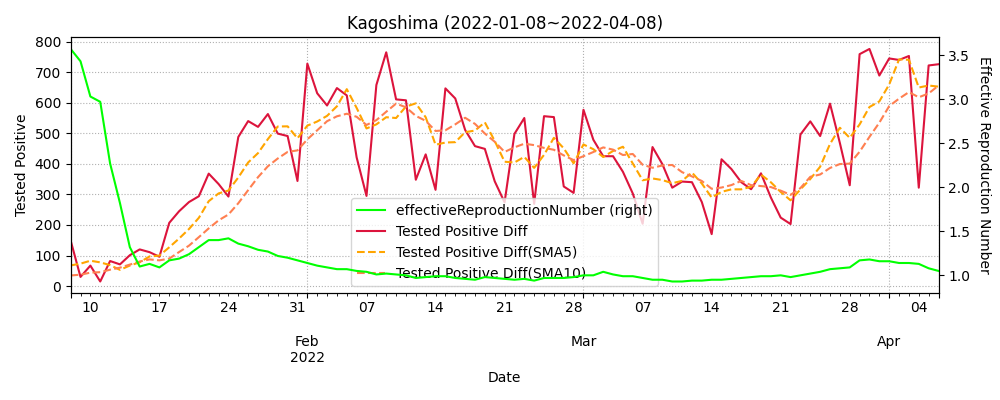 Kagoshima (2022-01-08~2022-04-08)
800
700
600
500
400
300
200
100
0
Tested Positive
3.5
3.0
2.5
2.0
1.5
1.0
Effective Reproduction Number
effectiveReproductionNumber (right)
Tested Positive Diff
Tested Positive Diff(SMA5)
Tested Positive Diff(SMA10)
10 17 24 31 07 14 21 28 07 14 21 28 04
Feb Mar Apr
2022
Date